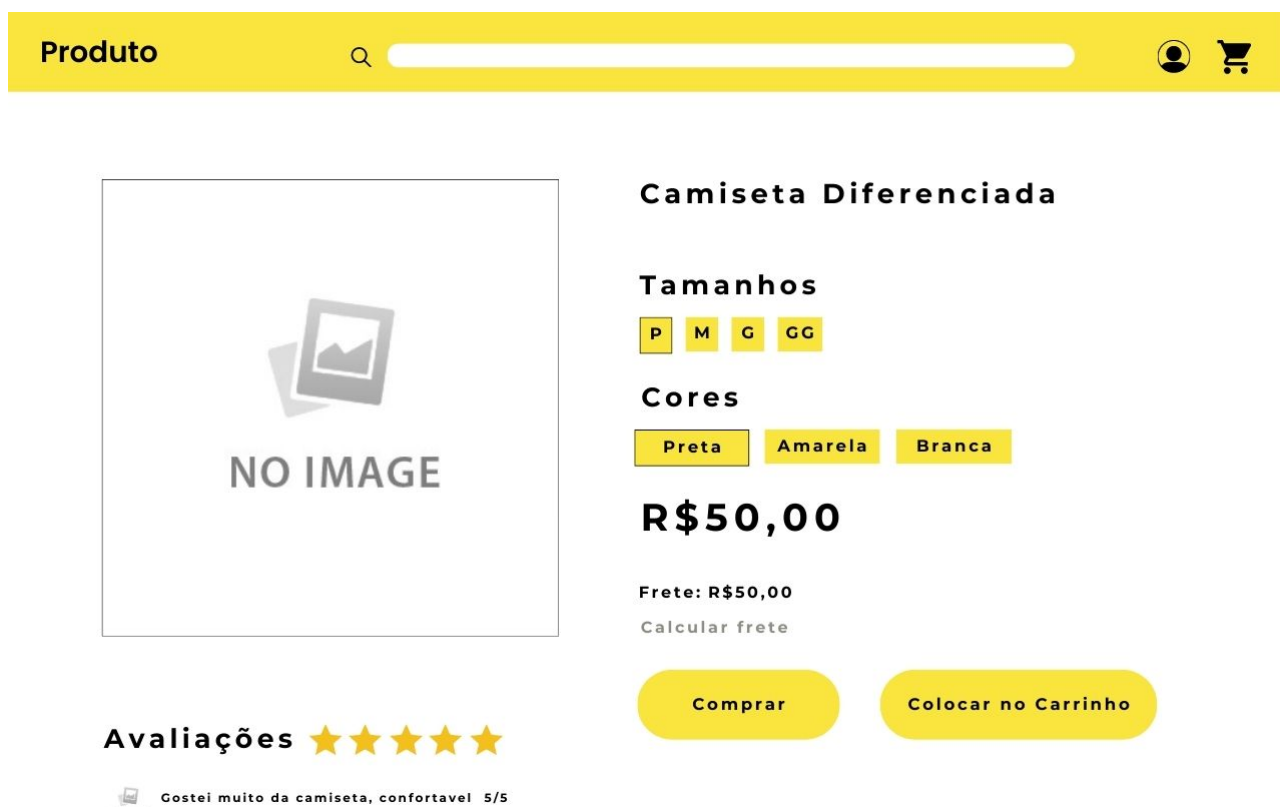 Produto
NO IMAGE
Camiseta Diferenciada
Tamanhos
P M G GG
Cores
Preta Amarela Branca
R$50,00
Frete: R$50,00
Calcular frete
Comprar Colocar no Carrinho
Avaliações
Gostei muito da camiseta, confortavel 5/5